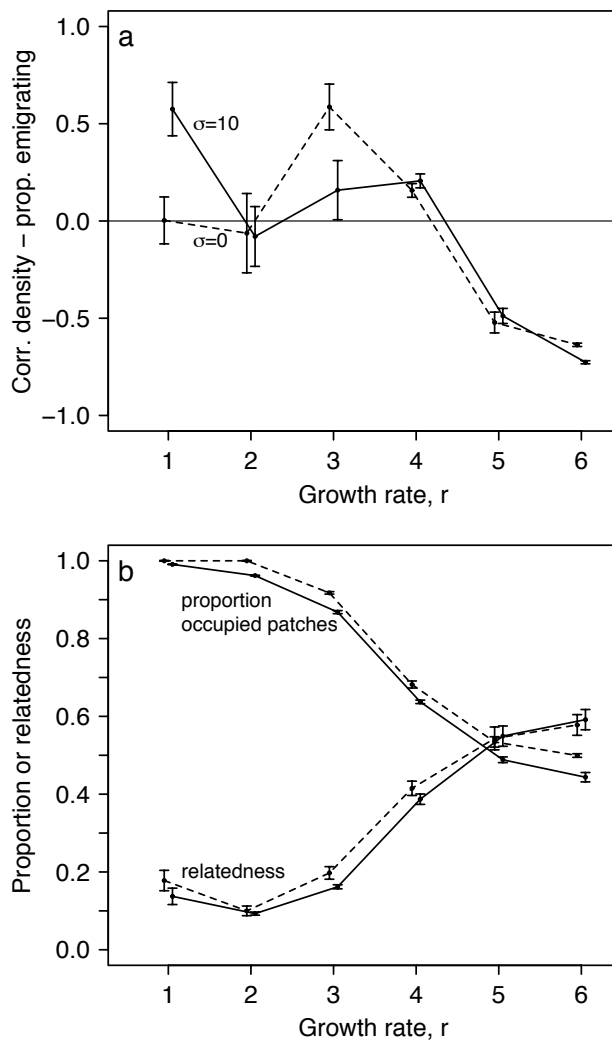 a
Corr. density – prop. emigrating
1.0
0.5
0.0
−0.5
−1.0
σ=10
σ=0
1 2 3 4 5 6
Growth rate, r
b
Proportion or relatedness
1.0
0.8
0.6
0.4
0.2
0.0
proportion
occupied patches
relatedness
1 2 3 4 5 6
Growth rate, r